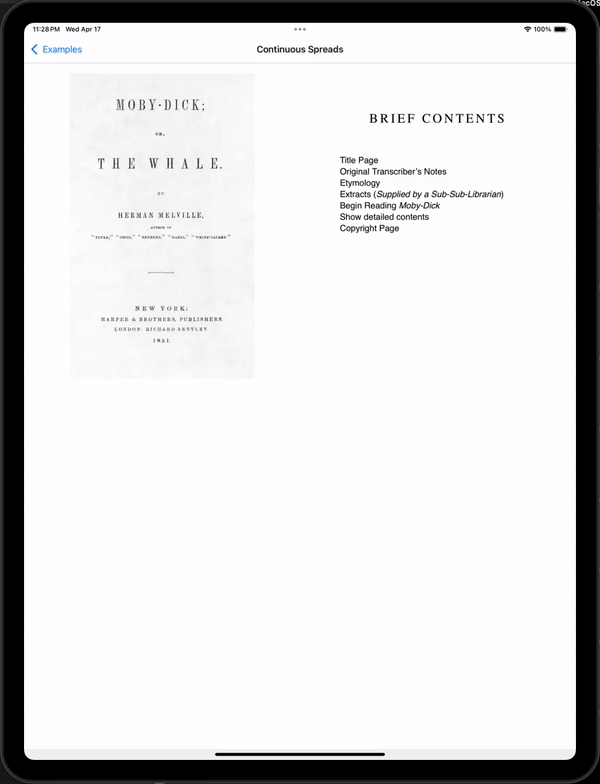 acOS
11:28 PM Wed Apr 17
100%
Examples
Continuous Spreads
MOBY-DICK;
OR,
THE WHALE.
BY
HERMAN MELVILLE,
AUTHOR OF
"TYPEE," "OMOO," "REDBURN," "MARDI," "WHITE-JACKET."
NEW YORK:
HARPER & BROTHERS, PUBLISHERS.
LONDON: RICHARD BENTLEY.
1851.
BRIEF CONTENTS
Title Page
Original Transcriber's Notes
Etymology
Extracts (Supplied by a Sub-Sub-Librarian)
Begin Reading Moby-Dick
Show detailed contents
Copyright Page